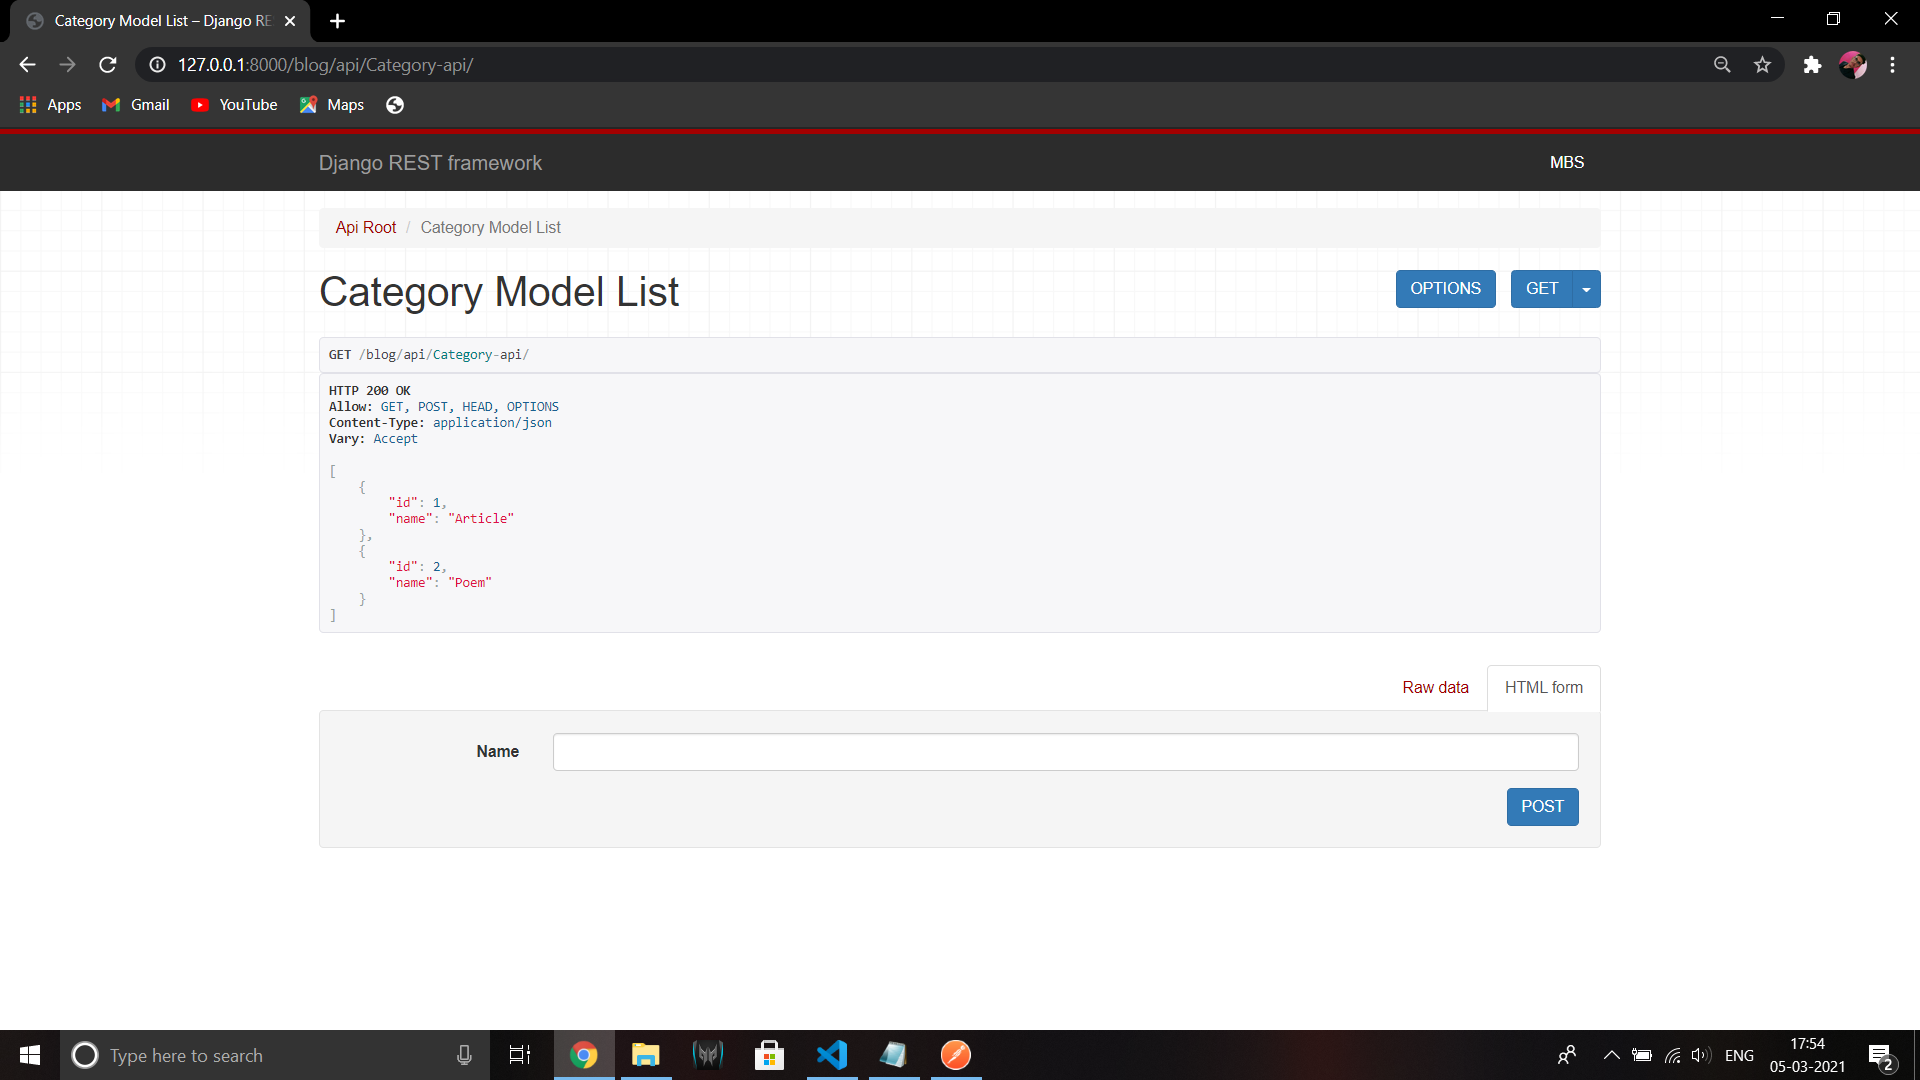 Category Model List – Django RE
127.0.0.1:8000/blog/api/Category-api/
Apps Gmail YouTube Maps
Django REST framework MBS
Api Root / Category Model List
Category Model List OPTIONS GET
GET /blog/api/Category-api/
HTTP 200 OK
Allow: GET, POST, HEAD, OPTIONS
Content-Type: application/json
Vary: Accept
[
{
"id": 1,
"name": "Article"
},
{
"id": 2,
"name": "Poem"
}
]
Raw data HTML form
Name
POST
Type here to search
ENG
17:54
05-03-2021
2